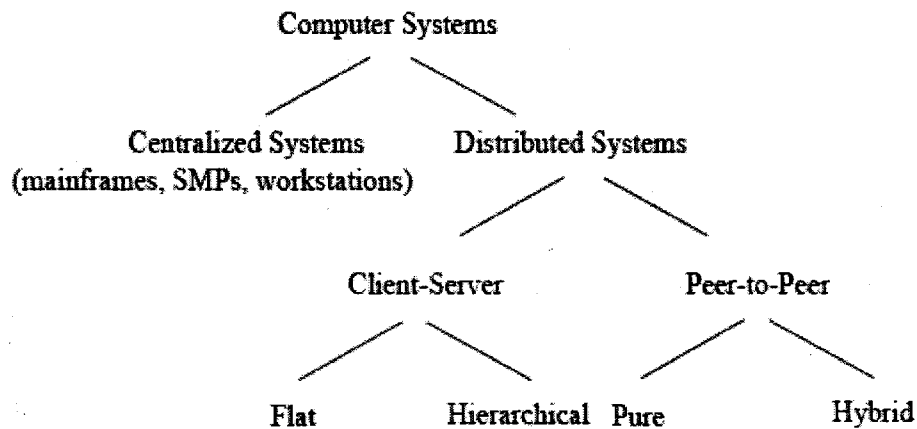 Computer Systems
Centralized Systems
(mainframes, SMPs, workstations)
Distributed Systems
Client-Server
Peer-to-Peer
Flat
Hierarchical
Pure
Hybrid